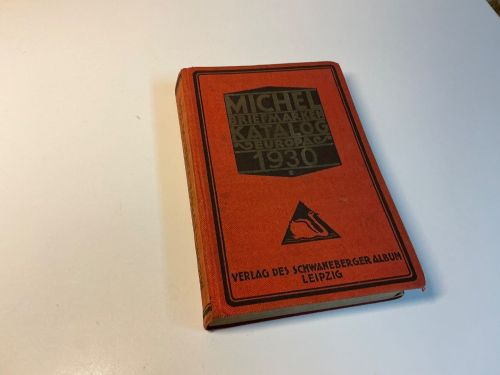 MICHEL
BRIEFMARKEN
KATALOG
EUROPA
1930
VERLAG DES SCHWANEBERGER ALBUM
LEIPZIG